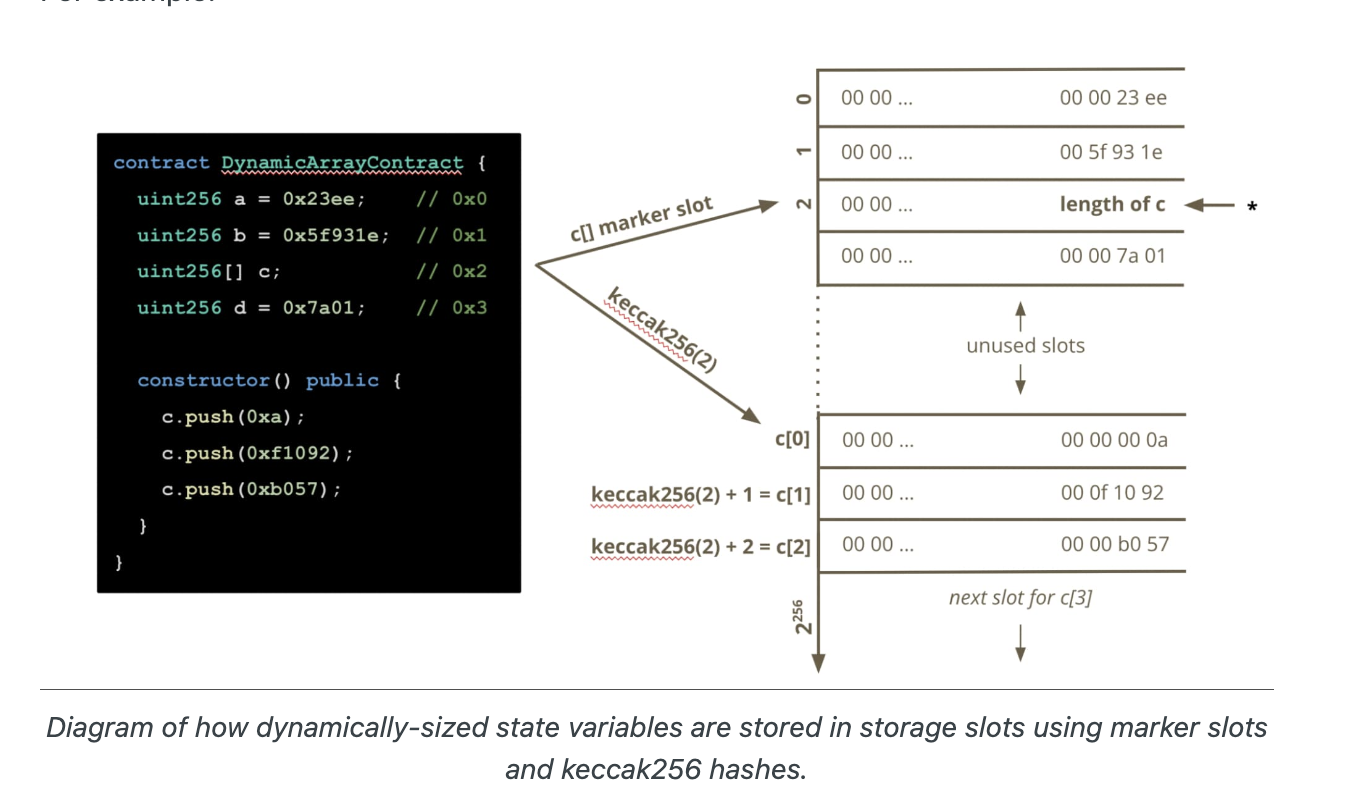 For example:
contract DynamicArrayContract {
uint256 a = 0x23ee; // 0x0
uint256 b = 0x5f931e; // 0x1
uint256[] c; // 0x2
uint256 d = 0x7a01; // 0x3
constructor() public {
c.push(0xa);
c.push(0xf1092);
c.push(0xb057);
}
}
c[] marker slot
keccak256(2)
0 00 00 ... 00 00 23 ee
1 00 00 ... 00 5f 93 1e
2 00 00 ... length of c *
00 00 ... 00 00 7a 01
unused slots
c[0] 00 00 ... 00 00 00 0a
keccak256(2) + 1 = c[1] 00 00 ... 00 0f 10 92
keccak256(2) + 2 = c[2] 00 00 ... 00 00 b0 57
next slot for c[3]
2²⁵⁶
Diagram of how dynamically-sized state variables are stored in storage slots using marker slots
and keccak256 hashes.